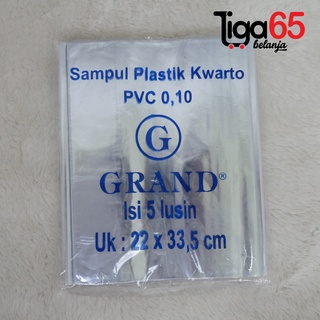 Tiga65
belanja
Sampul Plastik Kwarto
PVC 0,10
G
GRAND®
Isi 5 lusin
Uk : 22 x 33,5 cm